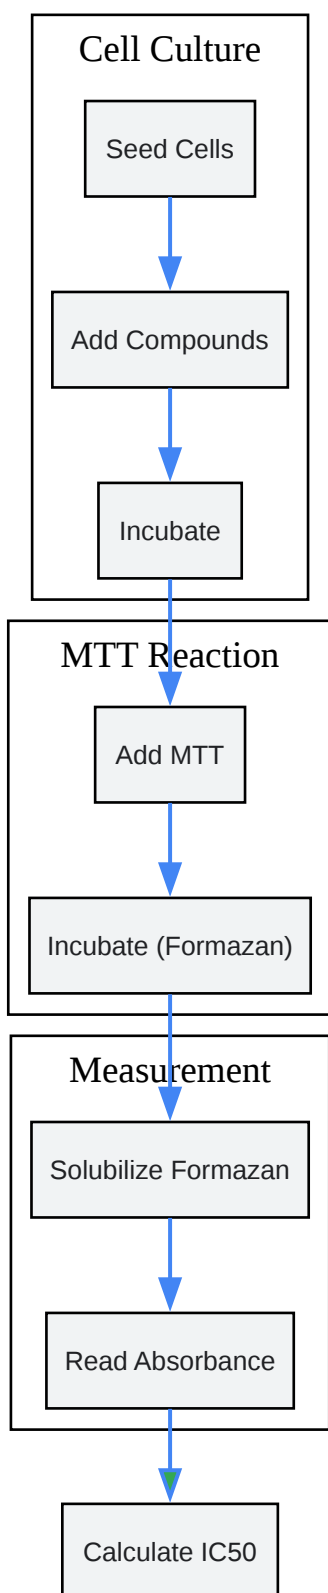 Cell Culture
Seed Cells
Add Compounds
Incubate
MTT Reaction
Add MTT
Incubate (Formazan)
Measurement
Solubilize Formazan
Read Absorbance
Calculate IC50